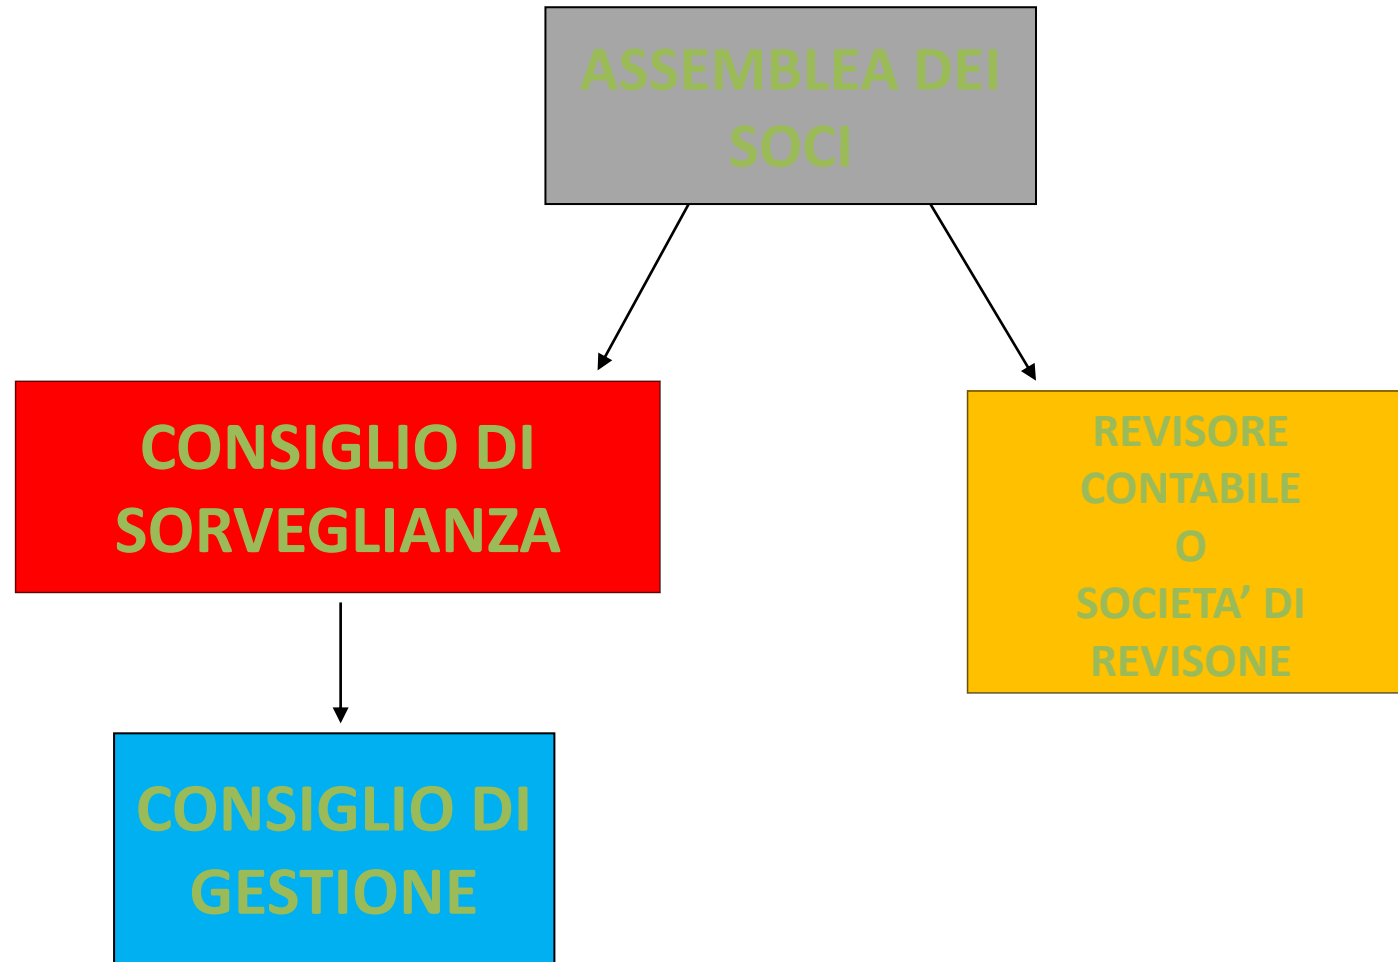 ASSEMBLEA DEI
SOCI
CONSIGLIO DI
SORVEGLIANZA
REVISORE
CONTABILE
O
SOCIETA’ DI
REVISONE
CONSIGLIO DI
GESTIONE